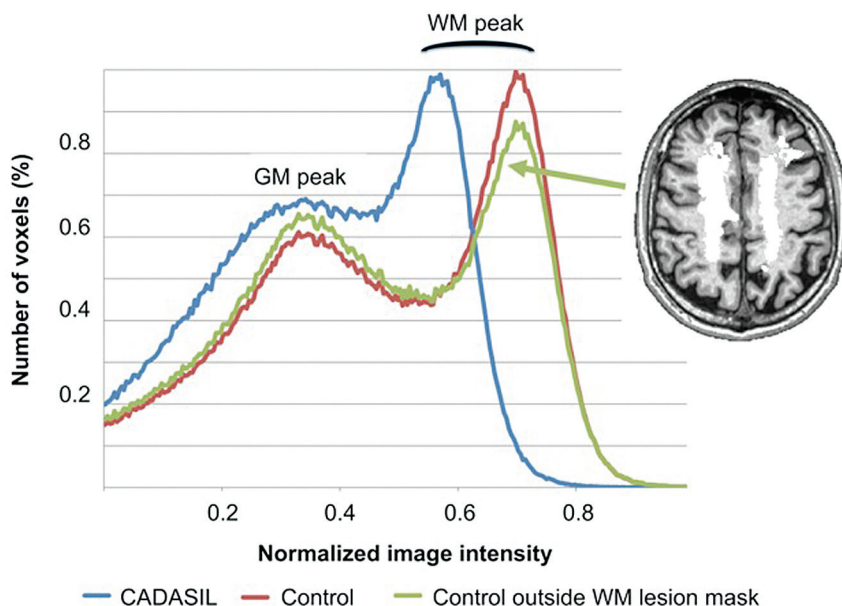 WM peak
GM peak
Number of voxels (%)
0.8
0.6
0.4
0.2
0.2 0.4 0.6 0.8
Normalized image intensity
CADASIL Control Control outside WM lesion mask